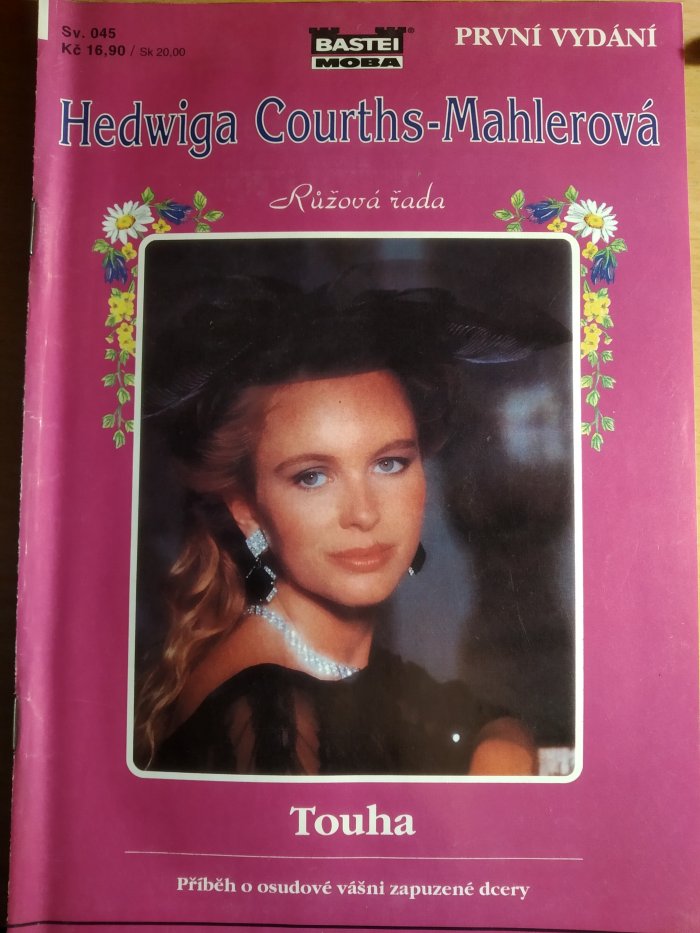 Sv. 045
Kč 16,90 / Sk 20,00
BASTEI
MOBA
PRVNÍ VYDÁNÍ
Hedwiga Courths-Mahlerová
Růžová řada
Touha
Příběh o osudové vášni zapuzené dcery